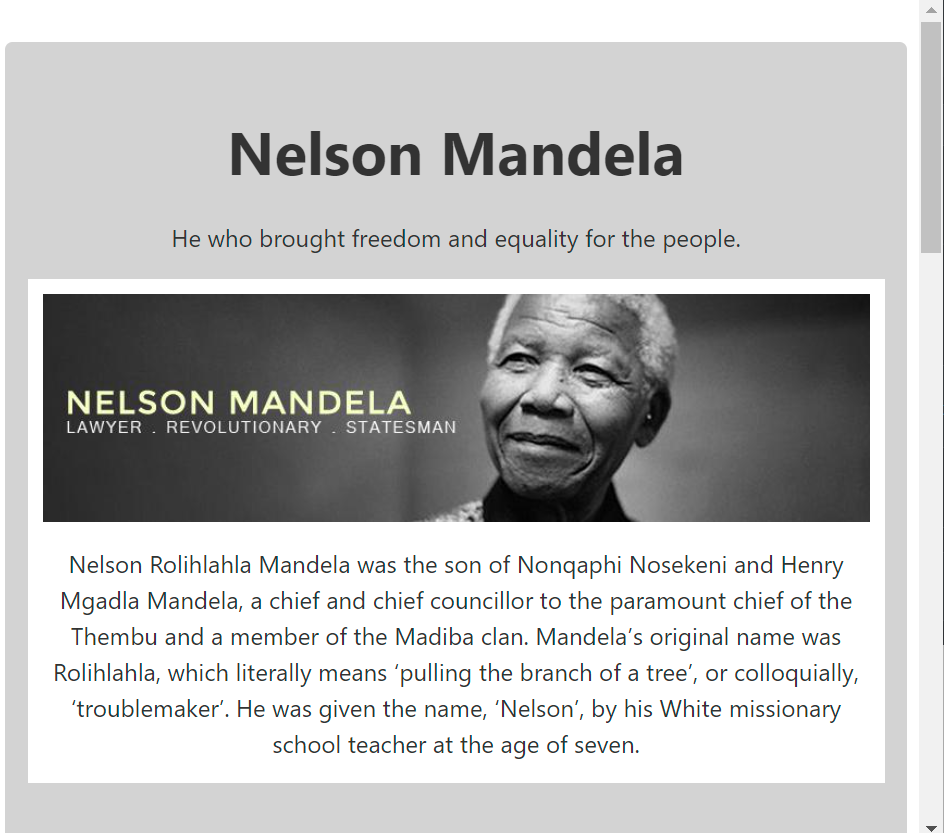 Nelson Mandela
He who brought freedom and equality for the people.
NELSON MANDELA
LAWYER . REVOLUTIONARY . STATESMAN
Nelson Rolihlahla Mandela was the son of Nonqaphi Nosekeni and Henry
Mgadla Mandela, a chief and chief councillor to the paramount chief of the
Thembu and a member of the Madiba clan. Mandela’s original name was
Rolihlahla, which literally means ‘pulling the branch of a tree’, or colloquially,
‘troublemaker’. He was given the name, ‘Nelson’, by his White missionary
school teacher at the age of seven.